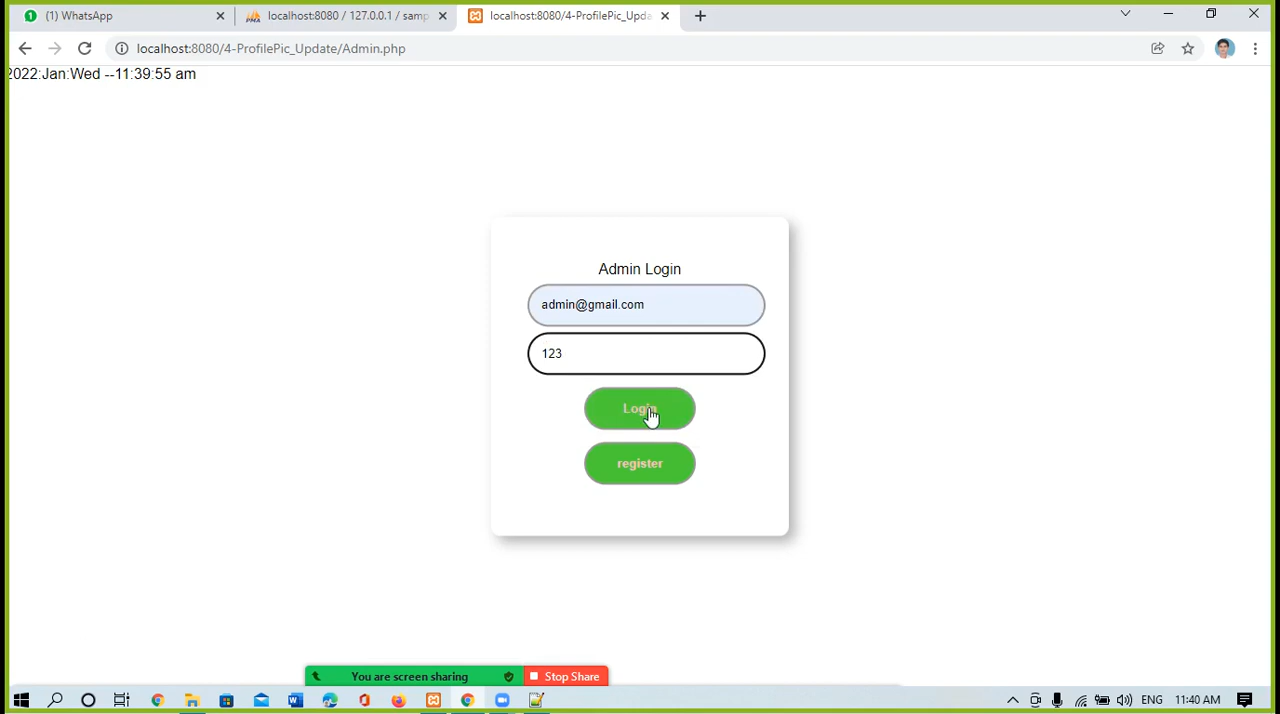 (1) WhatsApp
localhost:8080 / 127.0.0.1 / samp
localhost:8080/4-ProfilePic_Upda
localhost:8080/4-ProfilePic_Update/Admin.php
2022:Jan:Wed --11:39:55 am
Admin Login
admin@gmail.com
123
Login
register
You are screen sharing
Stop Share
ENG
11:40 AM